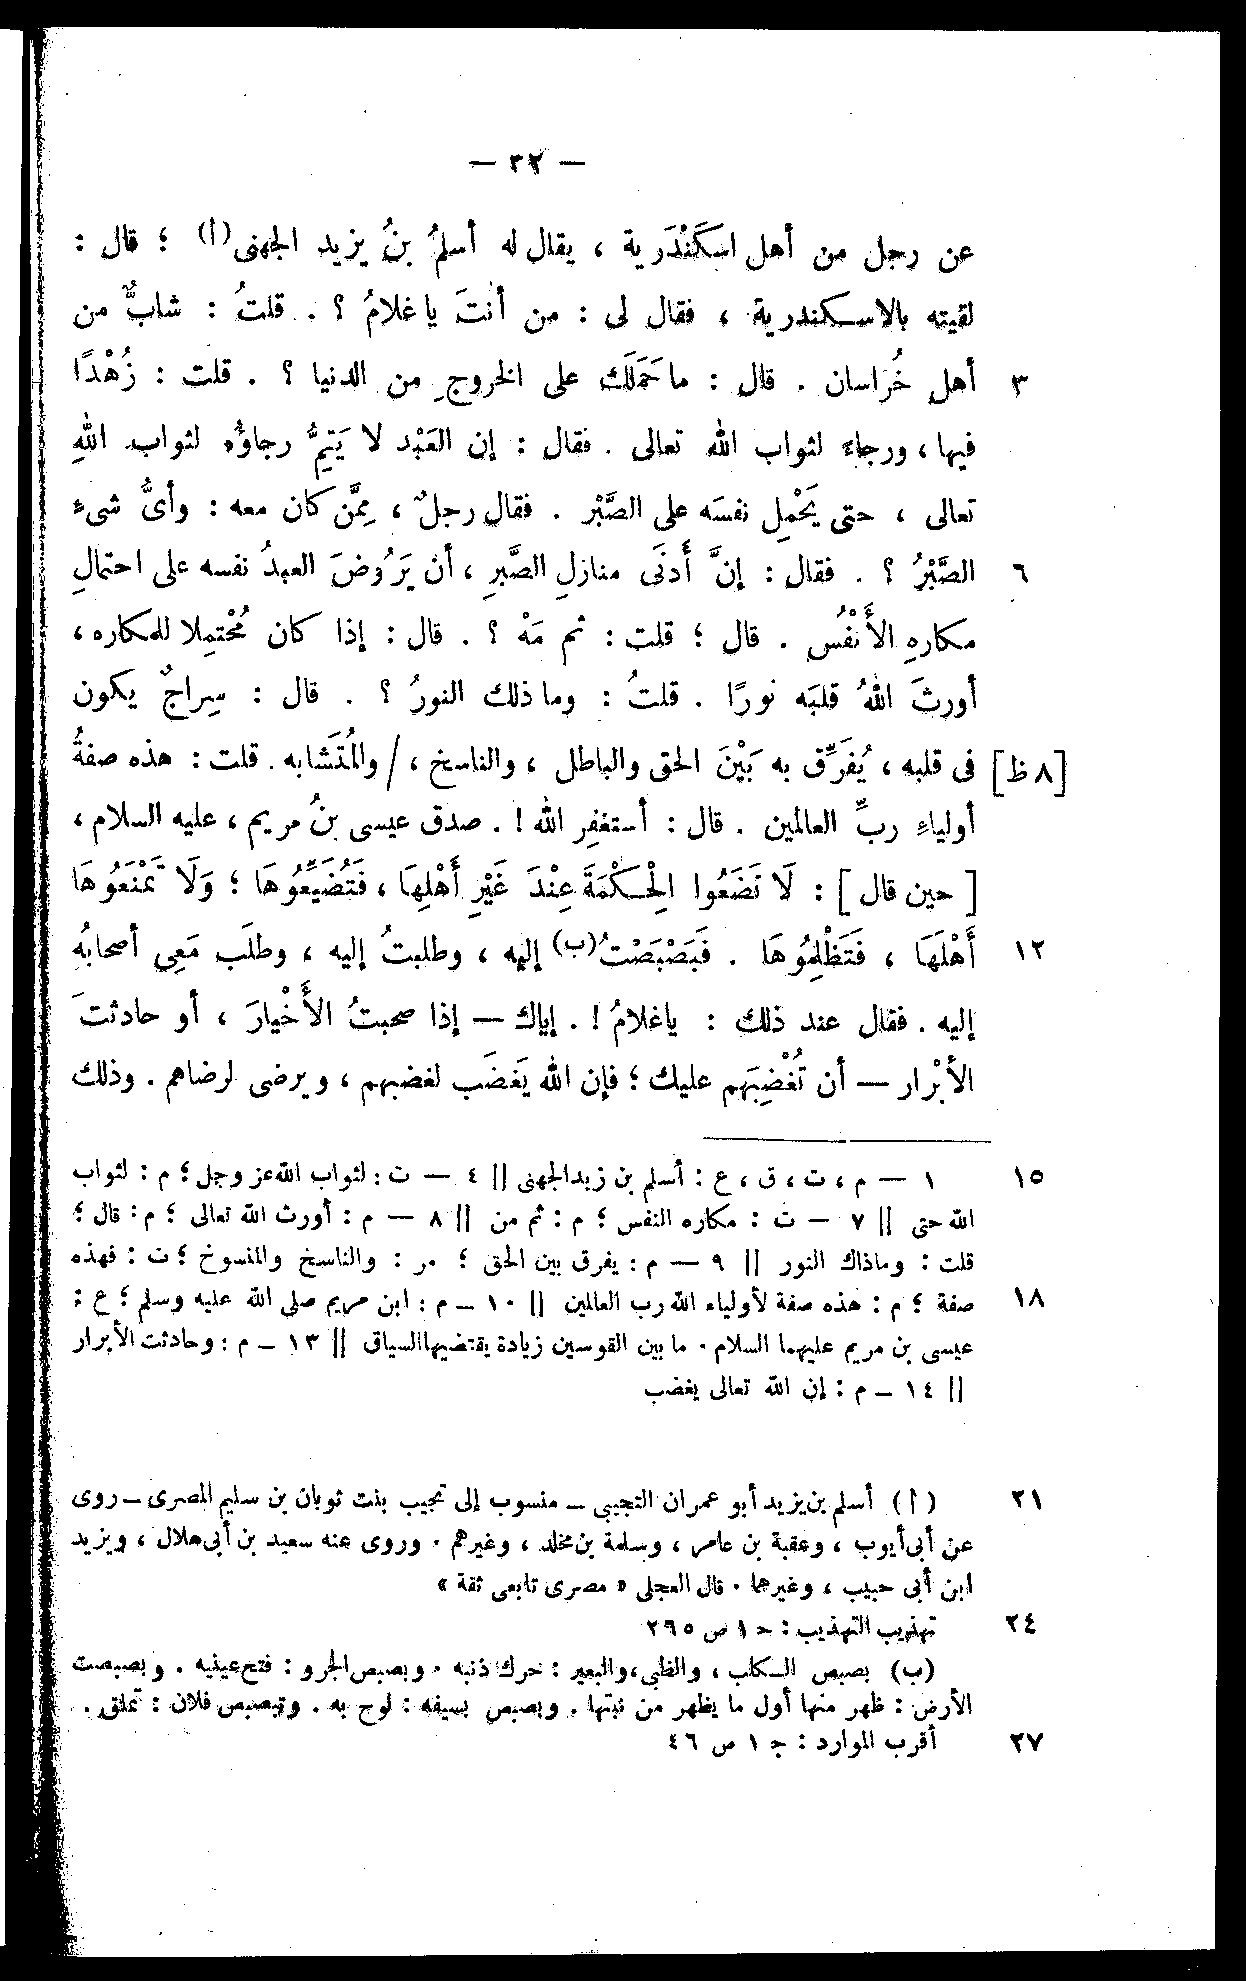 — ٣٢ —
عن رجل من أهل اسكَنْدَرية ، يقال له أسلمُ بنُ يزيد الجهنى(أ) ؛ قال :
لقيته بالاسكندرية ، فقال لى : من أنتَ يا غلامُ ؟ . قلتُ : شابٌّ من
٣ أهلِ خُرَاسان . قال : ما حَمَلَك على الخروجِ من الدنيا ؟ . قلت : زُهْدًا
فيها ، ورجاءً لثواب الله تعالى . فقال : إن العَبْد لا يَتِمُّ رجاؤُه لثواب اللهِ
تعالى ، حتى يَحْمِلِ نفسَه على الصَّبْر . فقال رجلٌ ، مِمَّن كان معه : وأىُّ شىءٍ
٦ الصَّبْرُ ؟ . فقال : إنَّ أَدنَى منازلِ الصَّبرِ ، أن يَرُوضَ العبدُ نفسه على احتمالِ
مكارهِ الأَنْفُس . قال ؛ قلت : ثم مَهْ ؟ . قال : إذا كان مُحْتمِلا للمكاره ،
أورثَ اللهُ قلبَه نورًا . قلتُ : وما ذلك النورُ ؟ . قال : سِراجٌ يكون
[٨ ظ] فى قلبه ، يُفَرِّق به بَيْنَ الحق والباطل ، والناسخ ، / والمُتَشابه . قلت : هذه صفةُ
أولياءِ ربِّ العالمين . قال : أستغفِر الله ! . صدق عيسى بنُ مريم ، عليه السلام ،
[ حين قال ] : لَا تَضَعُوا الِحْكمَةَ عِنْدَ غَيْرِ أَهْلِهَا ، فَتُضَيِّعُوهَا ؛ وَلَا تَمْنَعُوهَا
١٢ أَهْلَهَا ، فَتَظْلِمُوهَا . فَبَصْبَصْتُ(ب) إليه ، وطلبتُ إليه ، وطلَب مَعِى أصحابُه
إليه . فقال عند ذلك : ياغلامُ ! . إياك — إذا صحبتُ الأَخْيارَ ، أو حادثتَ
الأبْرار — أن تُغْضِبَهم عليك ؛ فإن الله يَغضَب لغضبهم ، ويرضى لرضاهم . وذلك
١٥ ١ — م ، ت ، ق ، ع : أسلم بن زيدالجهنى || ٤ — ت : لثواب الله عز وجل ؛ م : لثواب
الله حتى || ٧ — ت : مكاره النفس ؛ م : ثم من || ٨ — م : أورث الله تعالى ؛ م : قال ؛
قلت : وماذاك النور || ٩ — م : يفرق بين الحق ؛ مر : والناسخ والمنسوخ ؛ ت : فهذه
١٨ صفة ؛ م : هذه صفة لأولياء الله رب العالمين || ١٠ — م : ابن مريم صلى الله عليه وسلم ؛ ع :
عيسى بن مريم عليهما السلام . ما بين القوسين زيادة يقتضيها السياق || ١٣ — م : وحادثت الأبرار
|| ١٤ — م : إن الله تعالى يغضب
٢١ (أ) أسلم بن يزيد أبو عمران التجيبى — منسوب إلى تجيب بنت ثوبان بن سليم المصرى — روى
عن أبى أيوب ، وعقبة بن عامر ، وسلمة بن مخلد ، وغيرهم . وروى عنه سعيد بن أبى هلال ، ويزيد
ابن أبى حبيب ، وغيرهما . قال العجلى « مصرى تابعى ثقة »
٢٤ تهذيب التهذيب : ح ١ ص ٢٦٥
(ب) بصبص الكلب ، والظبى ، والبعير : حرك ذنبه . وبصبص الجرو : فتح عينيه . وبصبصت
الأرض : ظهر منها أول ما يظهر من نبتها . وبصبص بسيفه : لوح به . وتبصبص فلان : تملق .
٢٧ أقرب الموارد : ج ١ ص ٤٦